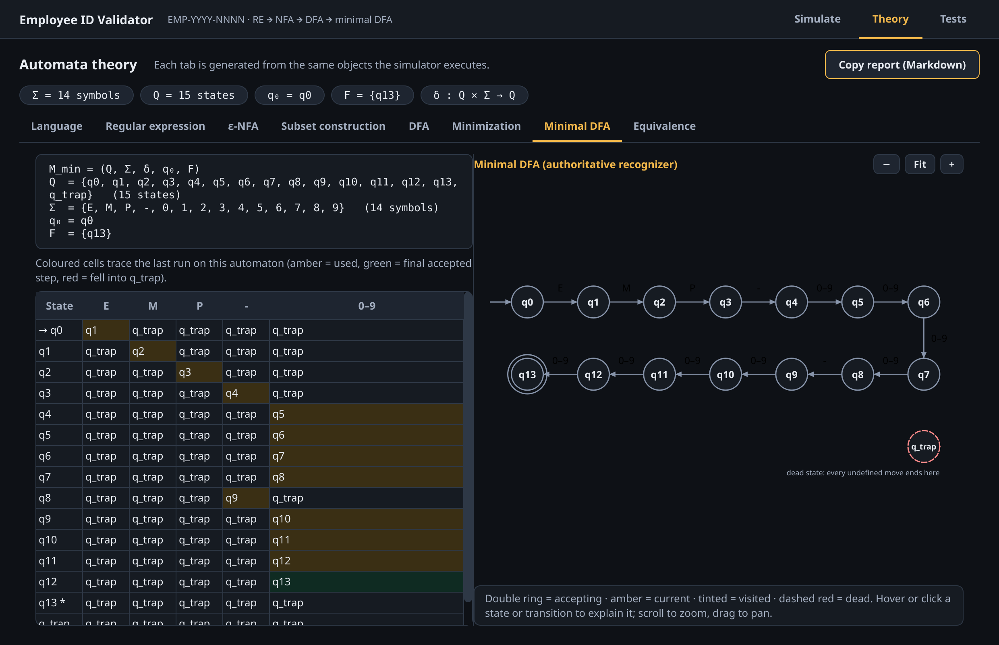 Employee ID Validator EMP-YYYY-NNNN · RE → NFA → DFA → minimal DFA Simulate Theory Tests
Automata theory Each tab is generated from the same objects the simulator executes. Copy report (Markdown)
Σ = 14 symbols Q = 15 states q₀ = q0 F = {q13} δ : Q × Σ → Q
Language Regular expression ε-NFA Subset construction DFA Minimization Minimal DFA Equivalence
M_min = (Q, Σ, δ, q₀, F)
Q = {q0, q1, q2, q3, q4, q5, q6, q7, q8, q9, q10, q11, q12, q13,
q_trap} (15 states)
Σ = {E, M, P, -, 0, 1, 2, 3, 4, 5, 6, 7, 8, 9} (14 symbols)
q₀ = q0
F = {q13}
Coloured cells trace the last run on this automaton (amber = used, green = final accepted
step, red = fell into q_trap).
State E M P - 0–9
→ q0 q1 q_trap q_trap q_trap q_trap
q1 q_trap q2 q_trap q_trap q_trap
q2 q_trap q_trap q3 q_trap q_trap
q3 q_trap q_trap q_trap q4 q_trap
q4 q_trap q_trap q_trap q_trap q5
q5 q_trap q_trap q_trap q_trap q6
q6 q_trap q_trap q_trap q_trap q7
q7 q_trap q_trap q_trap q_trap q8
q8 q_trap q_trap q_trap q9 q_trap
q9 q_trap q_trap q_trap q_trap q10
q10 q_trap q_trap q_trap q_trap q11
q11 q_trap q_trap q_trap q_trap q12
q12 q_trap q_trap q_trap q_trap q13
q13 * q_trap q_trap q_trap q_trap q_trap
q_trap q_trap q_trap q_trap q_trap q_trap
Minimal DFA (authoritative recognizer) − Fit +
E M P - 0–9 0–9
q0 q1 q2 q3 q4 q5 q6
0–9
0–9 0–9 0–9 0–9 - 0–9
q13 q12 q11 q10 q9 q8 q7
q_trap
dead state: every undefined move ends here
Double ring = accepting · amber = current · tinted = visited · dashed red = dead. Hover or click a
state or transition to explain it; scroll to zoom, drag to pan.